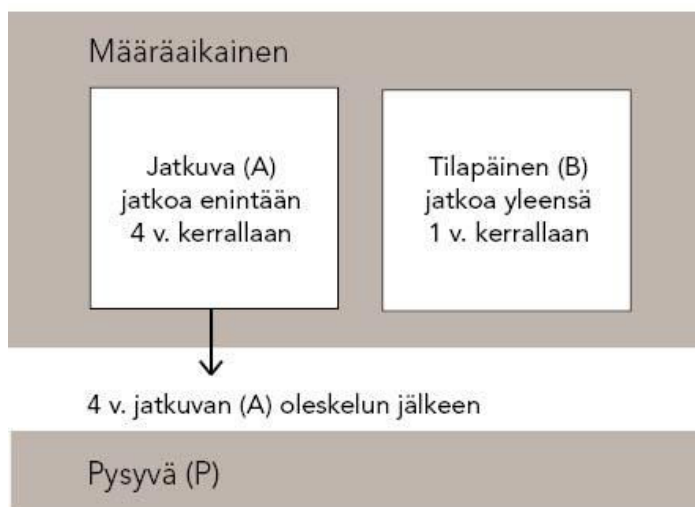 Määräaikainen
Jatkuva (A)
jatkoa enintään
4 v. kerrallaan
Tilapäinen (B)
jatkoa yleensä
1 v. kerrallaan
4 v. jatkuvan (A) oleskelun jälkeen
Pysyvä (P)